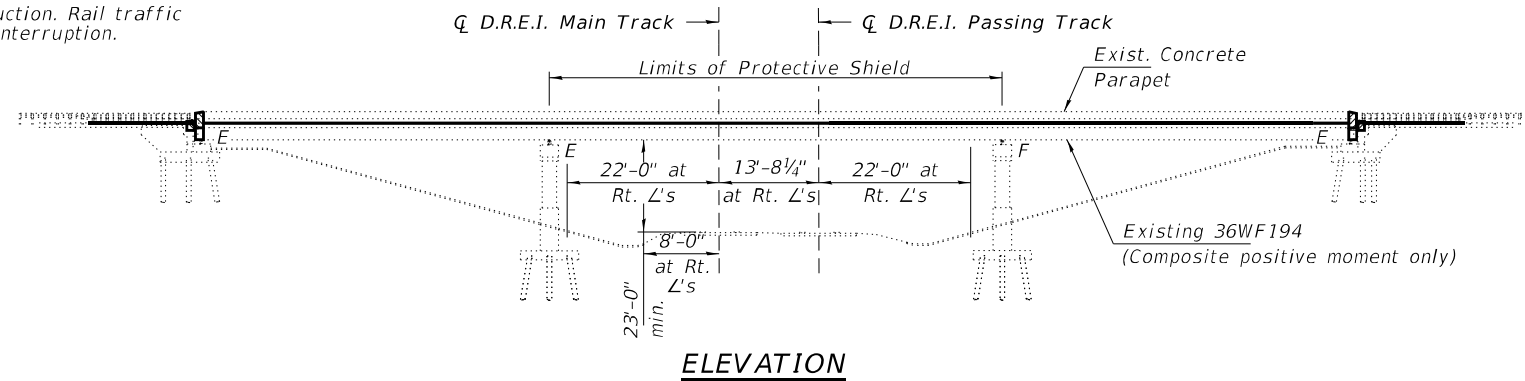 uction. Rail traffic
nterruption.
℄ D.R.E.I. Main Track
℄ D.R.E.I. Passing Track
Limits of Protective Shield
Exist. Concrete
Parapet
E
E
F
E
22'-0" at
Rt. ∠'s
13'-8¼"
at Rt. ∠'s
22'-0" at
Rt. ∠'s
8'-0"
at Rt.
∠'s
23'-0"
min.
Existing 36WF194
(Composite positive moment only)
ELEVATION